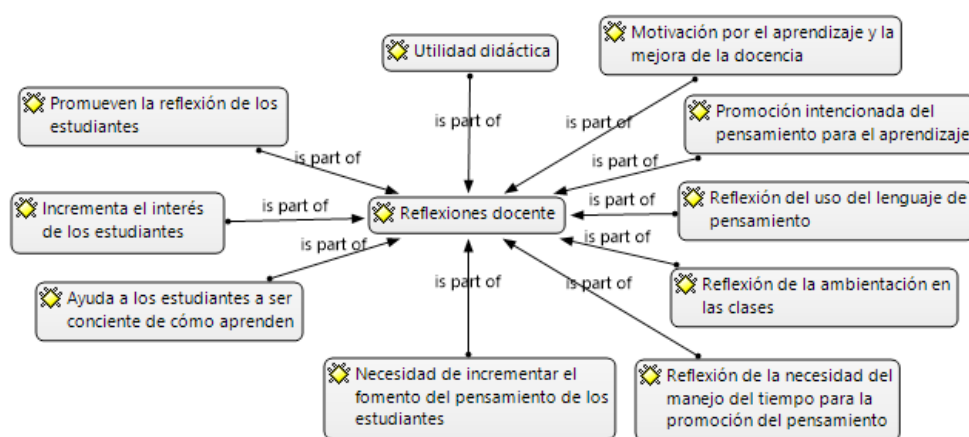 Utilidad didáctica
Motivación por el aprendizaje y la
mejora de la docencia
Promueven la reflexión de los
estudiantes
Promoción intencionada del
pensamiento para el aprendizaje
is part of
is part of
is part of
is part of
Incrementa el interés
de los estudiantes
is part of
Reflexiones docente
is part of
Reflexión del uso del lenguaje de
pensamiento
is part of
is part of
Ayuda a los estudiantes a ser
conciente de cómo aprenden
is part of
is part of
Reflexión de la ambientación en
las clases
Necesidad de incrementar el
fomento del pensamiento de los
estudiantes
Reflexión de la necesidad del
manejo del tiempo para la
promoción del pensamiento